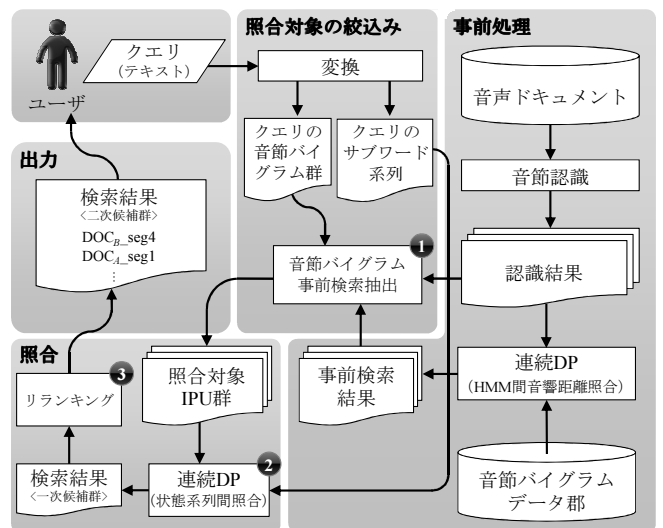 照合対象の絞込み
事前処理
クエリ
(テキスト)
ユーザ
変換
クエリの
音節バイ
グラム群
クエリの
サブワード
系列
音声ドキュメント
音節認識
認識結果
出力
検索結果
<二次候補群>
DOCB_seg4
DOCA_seg1
⋮
1
音節バイグラム
事前検索抽出
連続DP
(HMM間音響距離照合)
事前検索
結果
音節バイグラム
データ郡
照合
3
リランキング
照合対象
IPU群
検索結果
<一次候補群>
2
連続DP
(状態系列間照合)